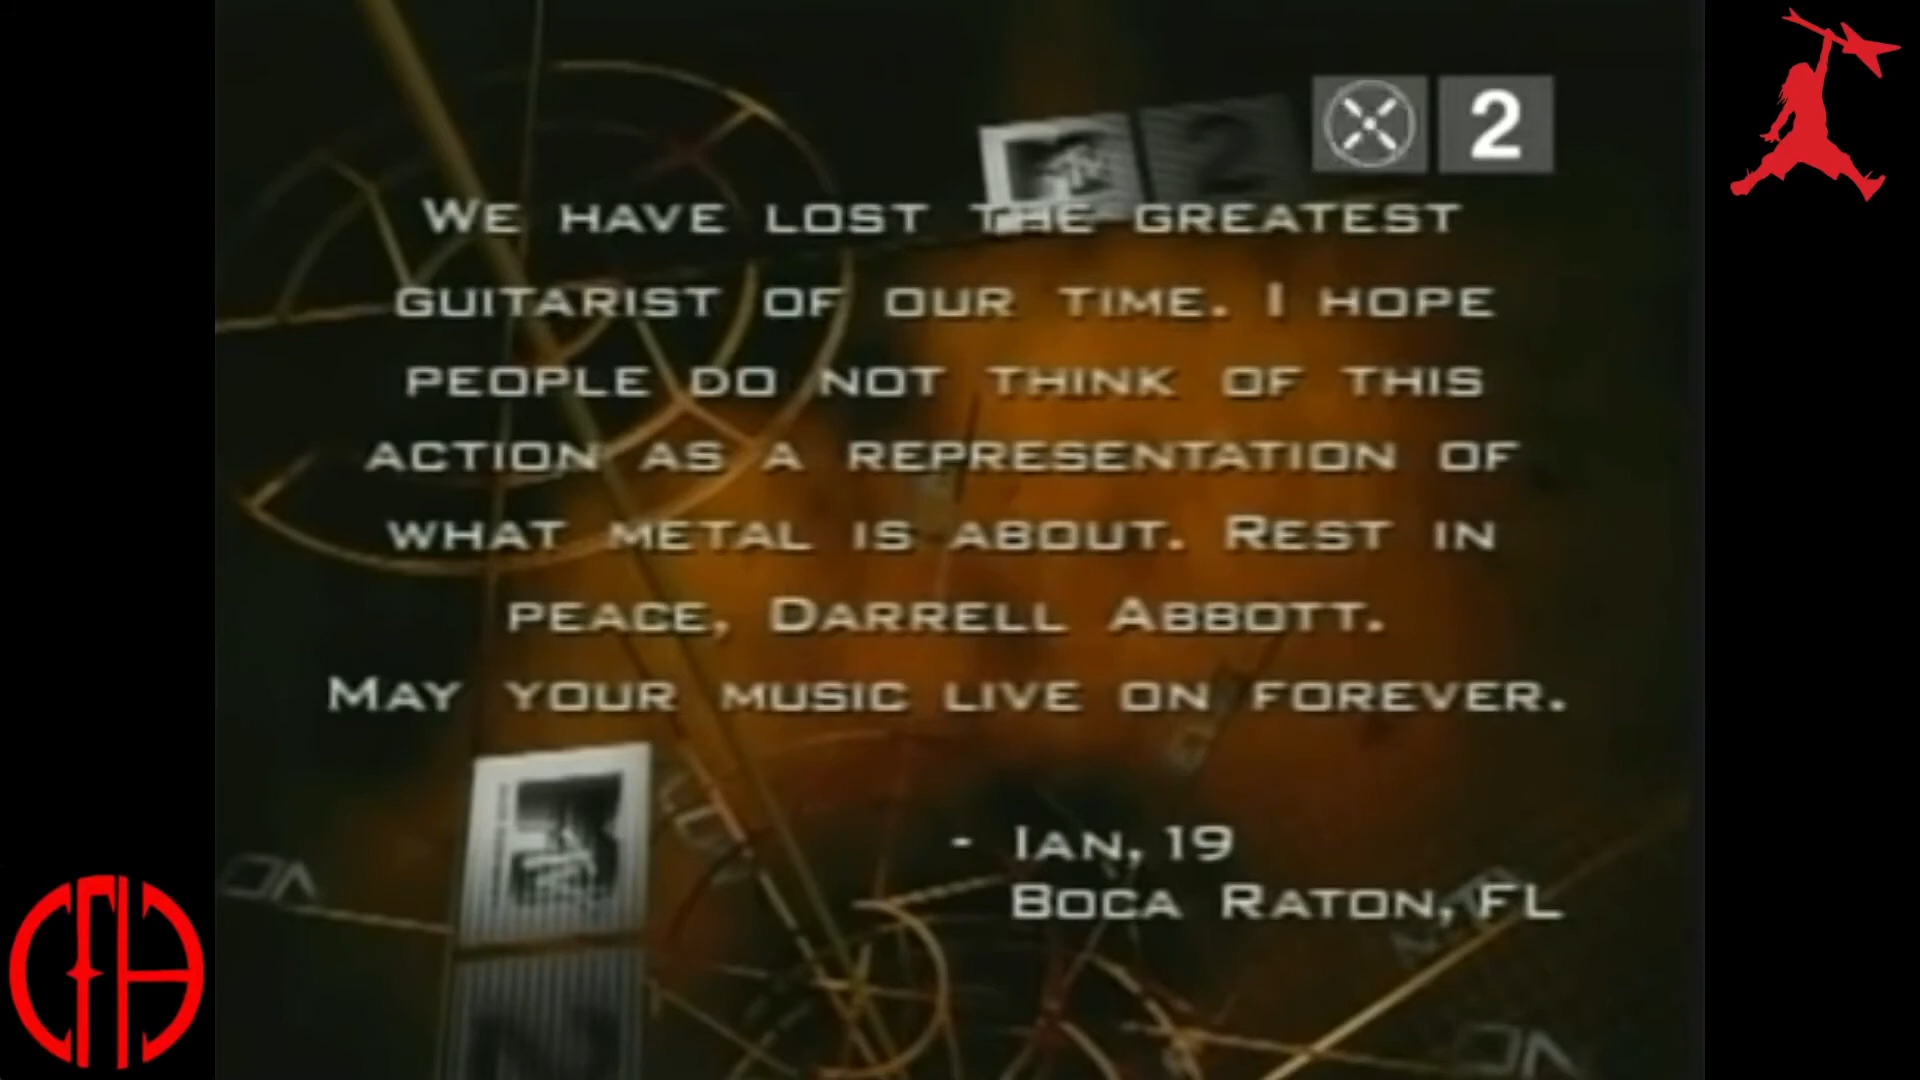 2
WE HAVE LOST THE GREATEST
GUITARIST OF OUR TIME. I HOPE
PEOPLE DO NOT THINK OF THIS
ACTION AS A REPRESENTATION OF
WHAT METAL IS ABOUT. REST IN
PEACE, DARRELL ABBOTT.
MAY YOUR MUSIC LIVE ON FOREVER.
- IAN, 19
BOCA RATON, FL
CFH